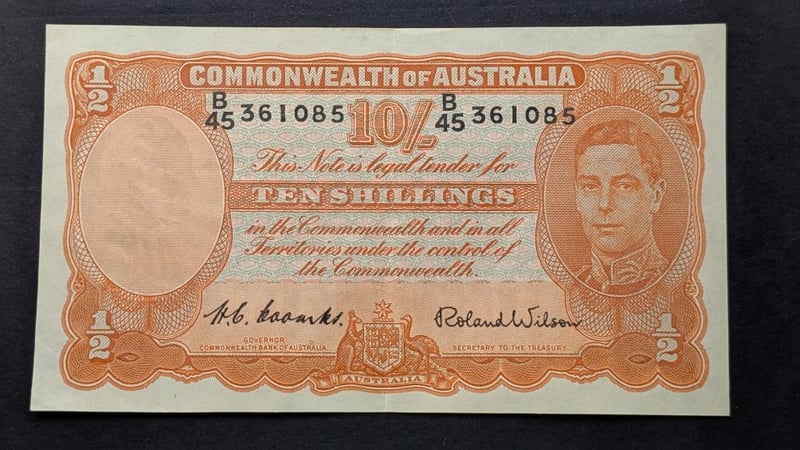 1/2
COMMONWEALTH OF AUSTRALIA
1/2
B/45 361085 10/- B/45 361085
This Note is legal tender for
TEN SHILLINGS
in the Commonwealth and in all
Territories under the control of
the Commonwealth.
H.C. Coombs. Roland Wilson
GOVERNOR
COMMONWEALTH BANK OF AUSTRALIA.
SECRETARY TO THE TREASURY.
1/2
AUSTRALIA
1/2